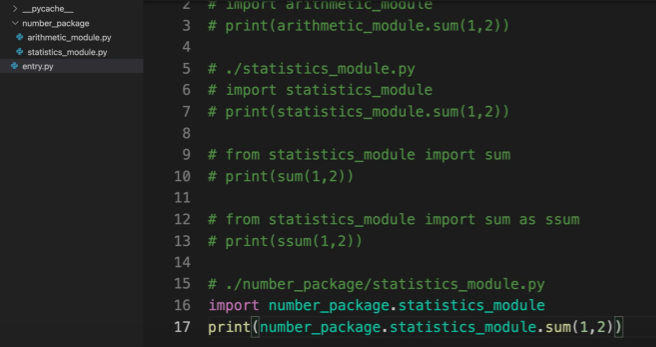 __pycache__
number_package
arithmetic_module.py
statistics_module.py
entry.py
2 # import arithmetic_module
3 # print(arithmetic_module.sum(1,2))
4
5 # ./statistics_module.py
6 # import statistics_module
7 # print(statistics_module.sum(1,2))
8
9 # from statistics_module import sum
10 # print(sum(1,2))
11
12 # from statistics_module import sum as ssum
13 # print(ssum(1,2))
14
15 # ./number_package/statistics_module.py
16 import number_package.statistics_module
17 print(number_package.statistics_module.sum(1,2))